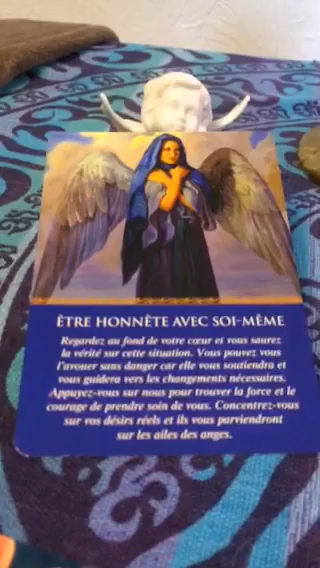 ÊTRE HONNÊTE AVEC SOI-MÊME
Regardez au fond de votre cœur et vous saurez
la vérité sur cette situation. Vous pouvez vous
l'avouer sans danger car elle vous soutiendra et
vous guidera vers les changements nécessaires.
Appuyez-vous sur nous pour trouver la force et le
courage de prendre soin de vous. Concentrez-vous
sur vos désirs réels et ils vous parviendront
sur les ailes des anges.